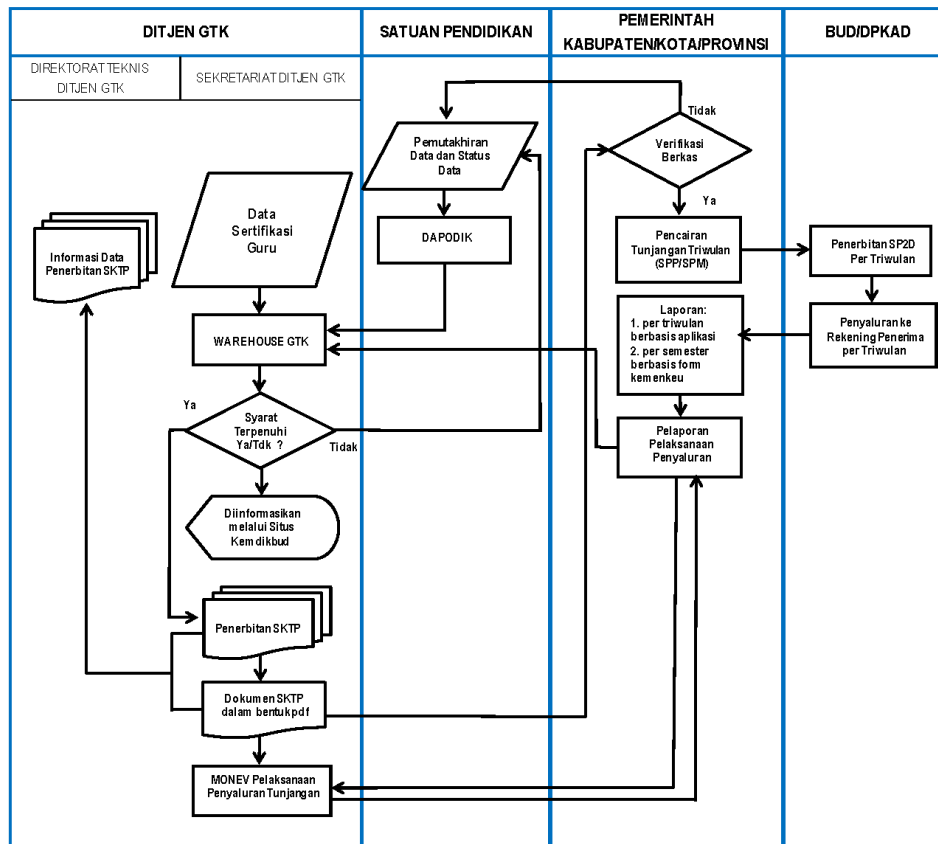 DITJEN GTK
SATUAN PENDIDIKAN
PEMERINTAH
KABUPATEN/KOTA/PROVINSI
BUD/DPKAD
DIREKTORAT TEKNIS
DITJEN GTK
SEKRETARIAT DITJEN GTK
Tidak
Pemutakhiran
Data dan Status
Data
Verifikasi
Berkas
Ya
Data
Sertifikasi
Guru
DAPODIK
Pencairan
Tunjangan Triwulan
(SPP/SPM)
Penerbitan SP2D
Per Triwulan
Informasi Data
Penerbitan SKTP
Laporan:
1. per triwulan
berbasis aplikasi
2. per semester
berbasis form
kemenkeu
Penyaluran ke
Rekening Penerima
per Triwulan
WAREHOUSE GTK
Ya
Syarat
Terpenuhi
Ya/Tdk ?
Tidak
Pelaporan
Pelaksanaan
Penyaluran
Diinformasikan
melalui Situs
Kemdikbud
Penerbitan SKTP
Dokumen SKTP
dalam bentuk pdf
MONEV Pelaksanaan
Penyaluran Tunjangan